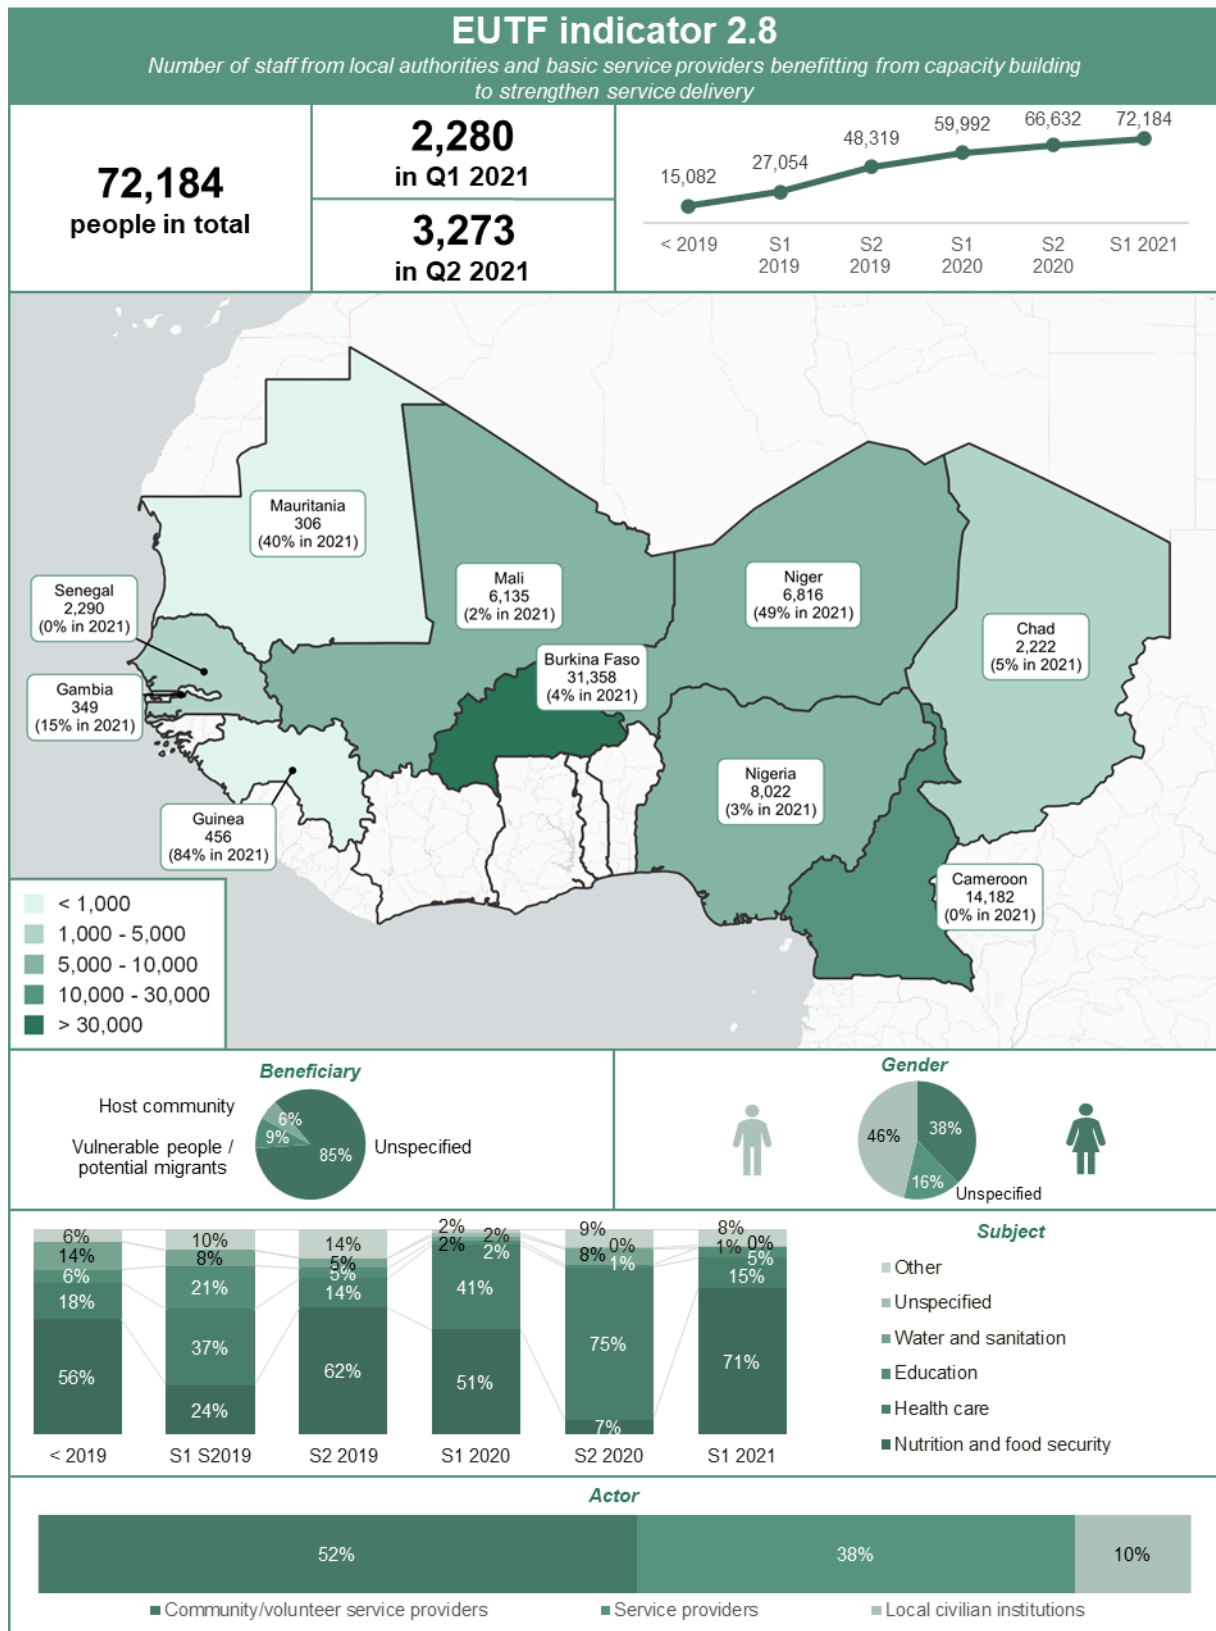 EUTF indicator 2.8
Number of staff from local authorities and basic service providers benefitting from capacity building
to strengthen service delivery
72,184
people in total
2,280
in Q1 2021
3,273
in Q2 2021
15,082
27,054
48,319
59,992
66,632
72,184
< 2019
S1
2019
S2
2019
S1
2020
S2
2020
S1 2021
Mauritania
306
(40% in 2021)
Senegal
2,290
(0% in 2021)
Gambia
349
(15% in 2021)
Guinea
456
(84% in 2021)
Mali
6,135
(2% in 2021)
Burkina Faso
31,358
(4% in 2021)
Niger
6,816
(49% in 2021)
Nigeria
8,022
(3% in 2021)
Chad
2,222
(5% in 2021)
Cameroon
14,182
(0% in 2021)
< 1,000
1,000 - 5,000
5,000 - 10,000
10,000 - 30,000
> 30,000
Beneficiary
Host community
Vulnerable people /
potential migrants
6%
9%
85%
Unspecified
Gender
46%
38%
16%
Unspecified
6%
14%
6%
18%
56%
10%
8%
21%
37%
24%
14%
5%
5%
14%
62%
2%
2%
2%
2%
41%
51%
9%
0%
8%
1%
75%
7%
8%
0%
1%
5%
15%
71%
< 2019
S1 S2019
S2 2019
S1 2020
S2 2020
S1 2021
Subject
Other
Unspecified
Water and sanitation
Education
Health care
Nutrition and food security
Actor
52%
38%
10%
Community/volunteer service providers
Service providers
Local civilian institutions